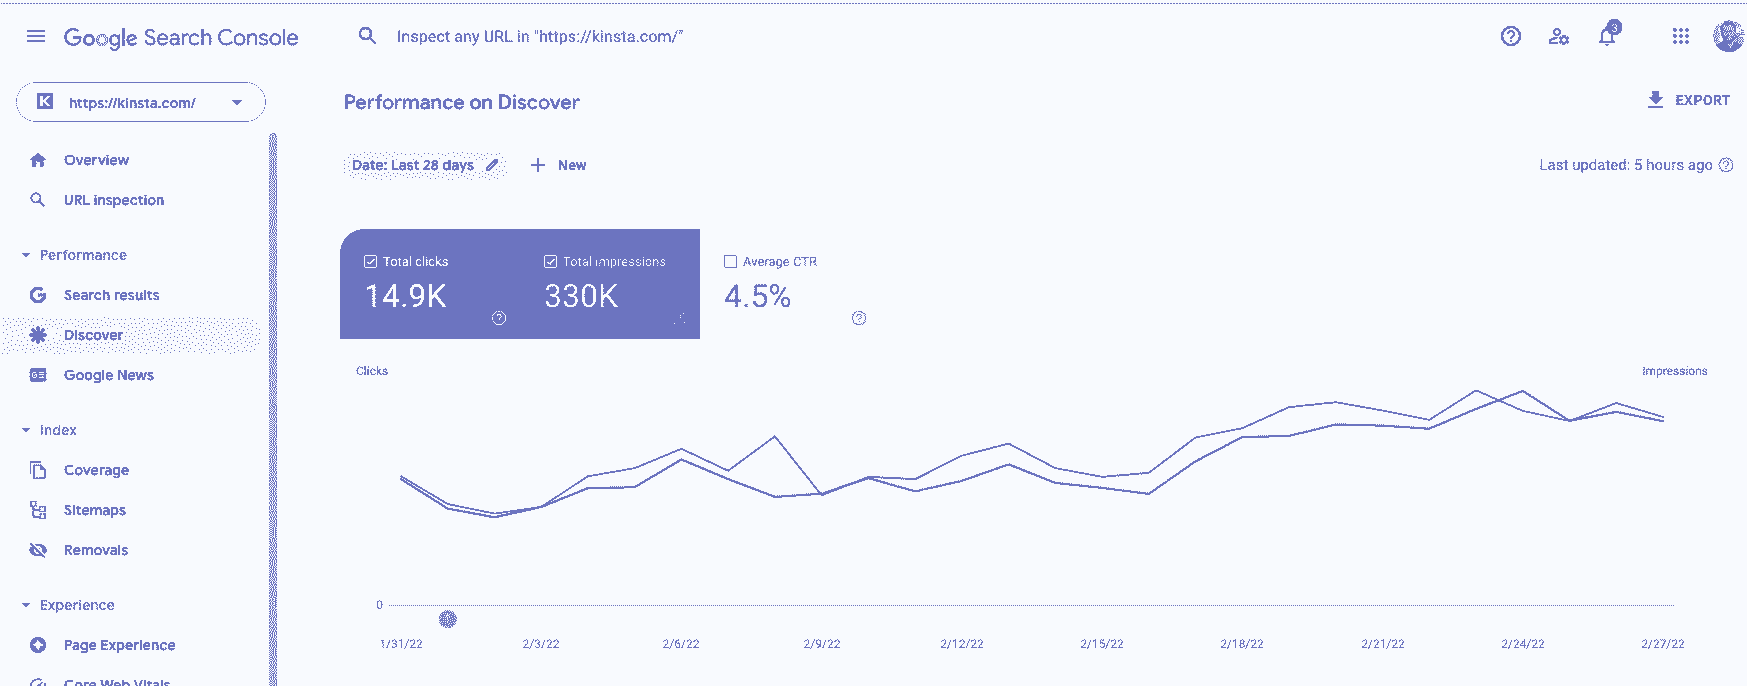 Google Search Console
Inspect any URL in "https://kinsta.com/"
3
K https://kinsta.com/
Performance on Discover
EXPORT
Overview
Date: Last 28 days
New
Last updated: 5 hours ago
URL inspection
Performance
Total clicks
Total impressions
Average CTR
14.9K
330K
4.5%
Search results
Discover
Google News
Clicks
Impressions
Index
Coverage
Sitemaps
Removals
Experience
0
Page Experience
1/31/22 2/3/22 2/6/22 2/9/22 2/12/22 2/15/22 2/18/22 2/21/22 2/24/22 2/27/22
Core Web Vitals